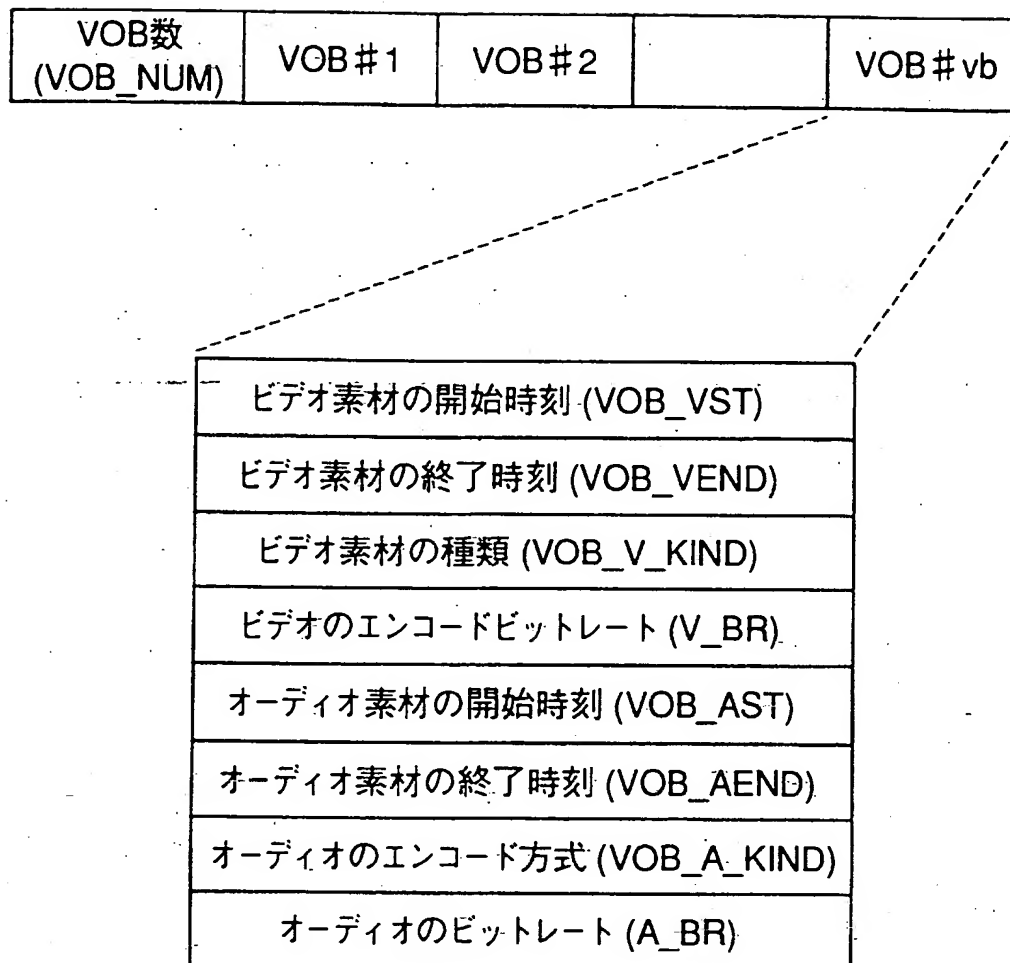 VOB数
(VOB_NUM)
VOB#1
VOB#2
VOB#vb
ビデオ素材の開始時刻 (VOB_VST)
ビデオ素材の終了時刻 (VOB_VEND)
ビデオ素材の種類 (VOB_V_KIND)
ビデオのエンコードビットレート (V_BR)
オーディオ素材の開始時刻 (VOB_AST)
オーディオ素材の終了時刻 (VOB_AEND)
オーディオのエンコード方式 (VOB_A_KIND)
オーディオのビットレート (A_BR)